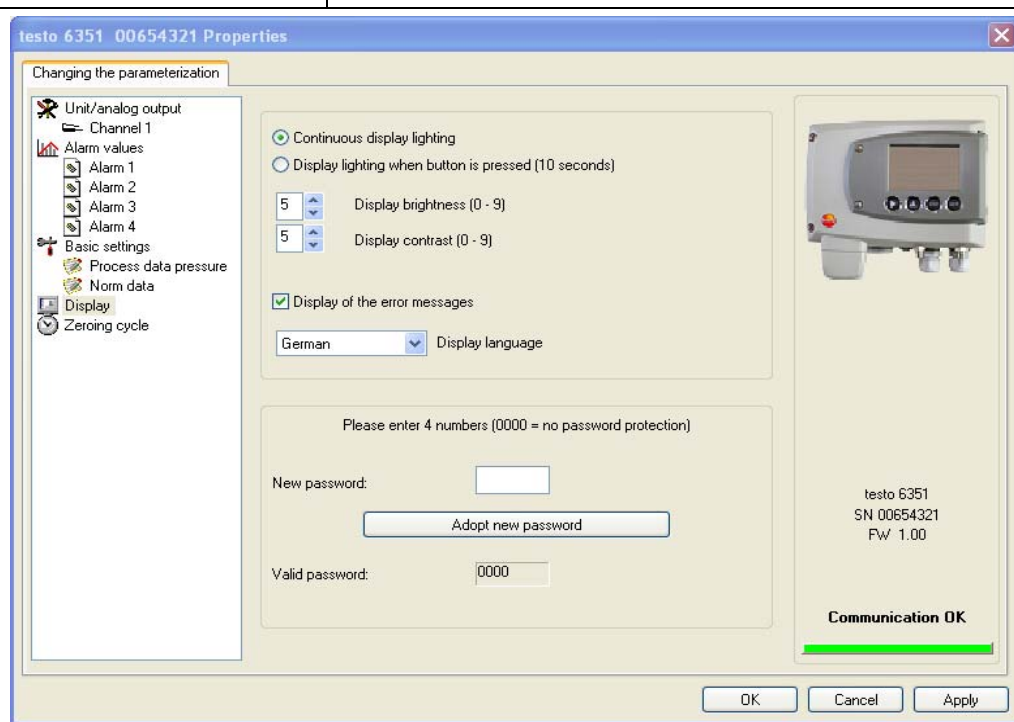 testo 6351 00654321 Properties
Changing the parameterization
Unit/analog output
Channel 1
Alarm values
Alarm 1
Alarm 2
Alarm 3
Alarm 4
Basic settings
Process data pressure
Norm data
Display
Zeroing cycle
Continuous display lighting
Display lighting when button is pressed (10 seconds)
5 Display brightness (0 - 9)
5 Display contrast (0 - 9)
Display of the error messages
German Display language
Please enter 4 numbers (0000 = no password protection)
New password:
Adopt new password
Valid password: 0000
testo 6351
SN 00654321
FW 1.00
Communication OK
OK Cancel Apply